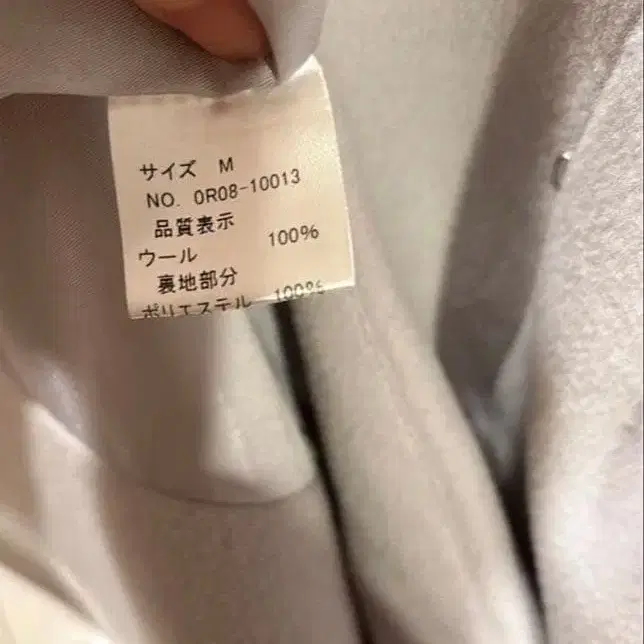 サイズ M
NO. 0R08-10013
品質表示
ウール 100%
裏地部分
ポリエステル 100%